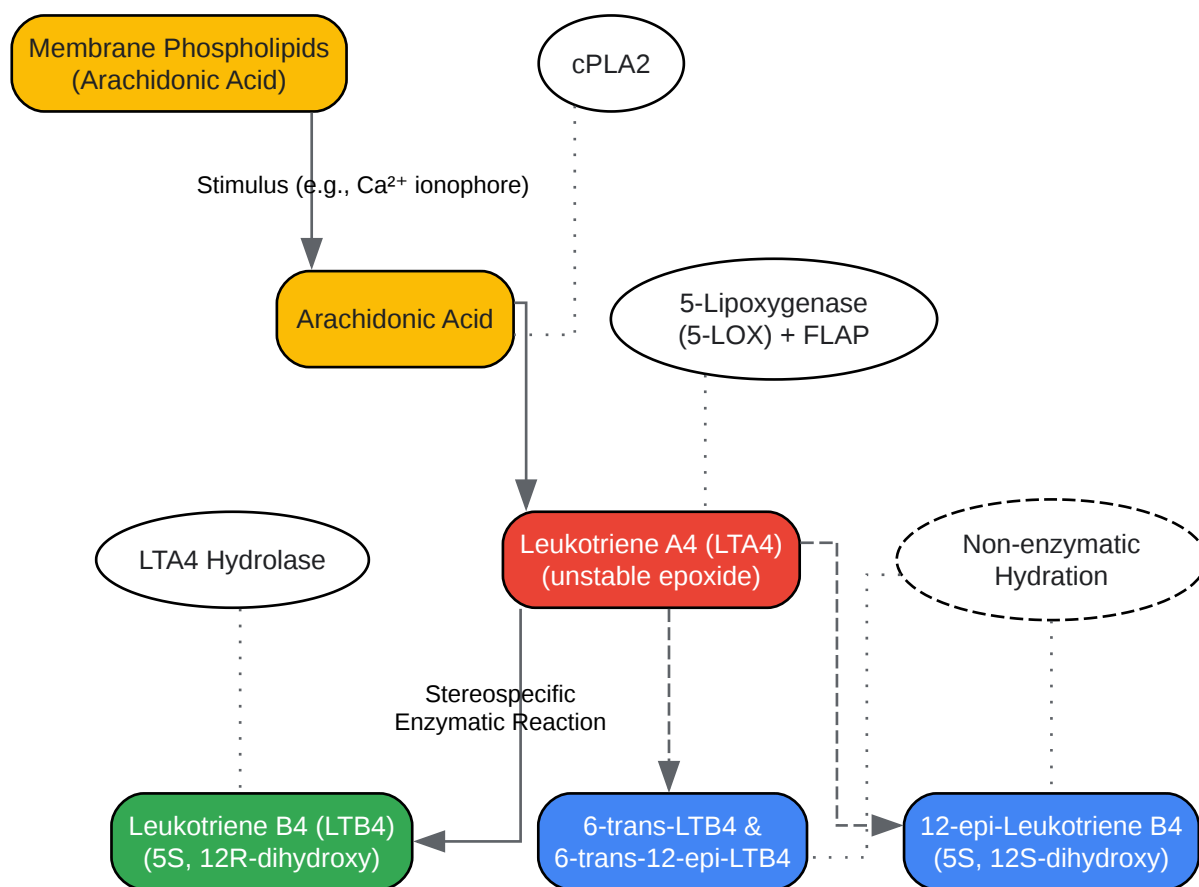 Membrane Phospholipids
(Arachidonic Acid)
cPLA2
Stimulus (e.g., Ca²⁺ ionophore)
Arachidonic Acid
5-Lipoxygenase
(5-LOX) + FLAP
LTA4 Hydrolase
Leukotriene A4 (LTA4)
(unstable epoxide)
Non-enzymatic
Hydration
Stereospecific
Enzymatic Reaction
Leukotriene B4 (LTB4)
(5S, 12R-dihydroxy)
6-trans-LTB4 &
6-trans-12-epi-LTB4
12-epi-Leukotriene B4
(5S, 12S-dihydroxy)